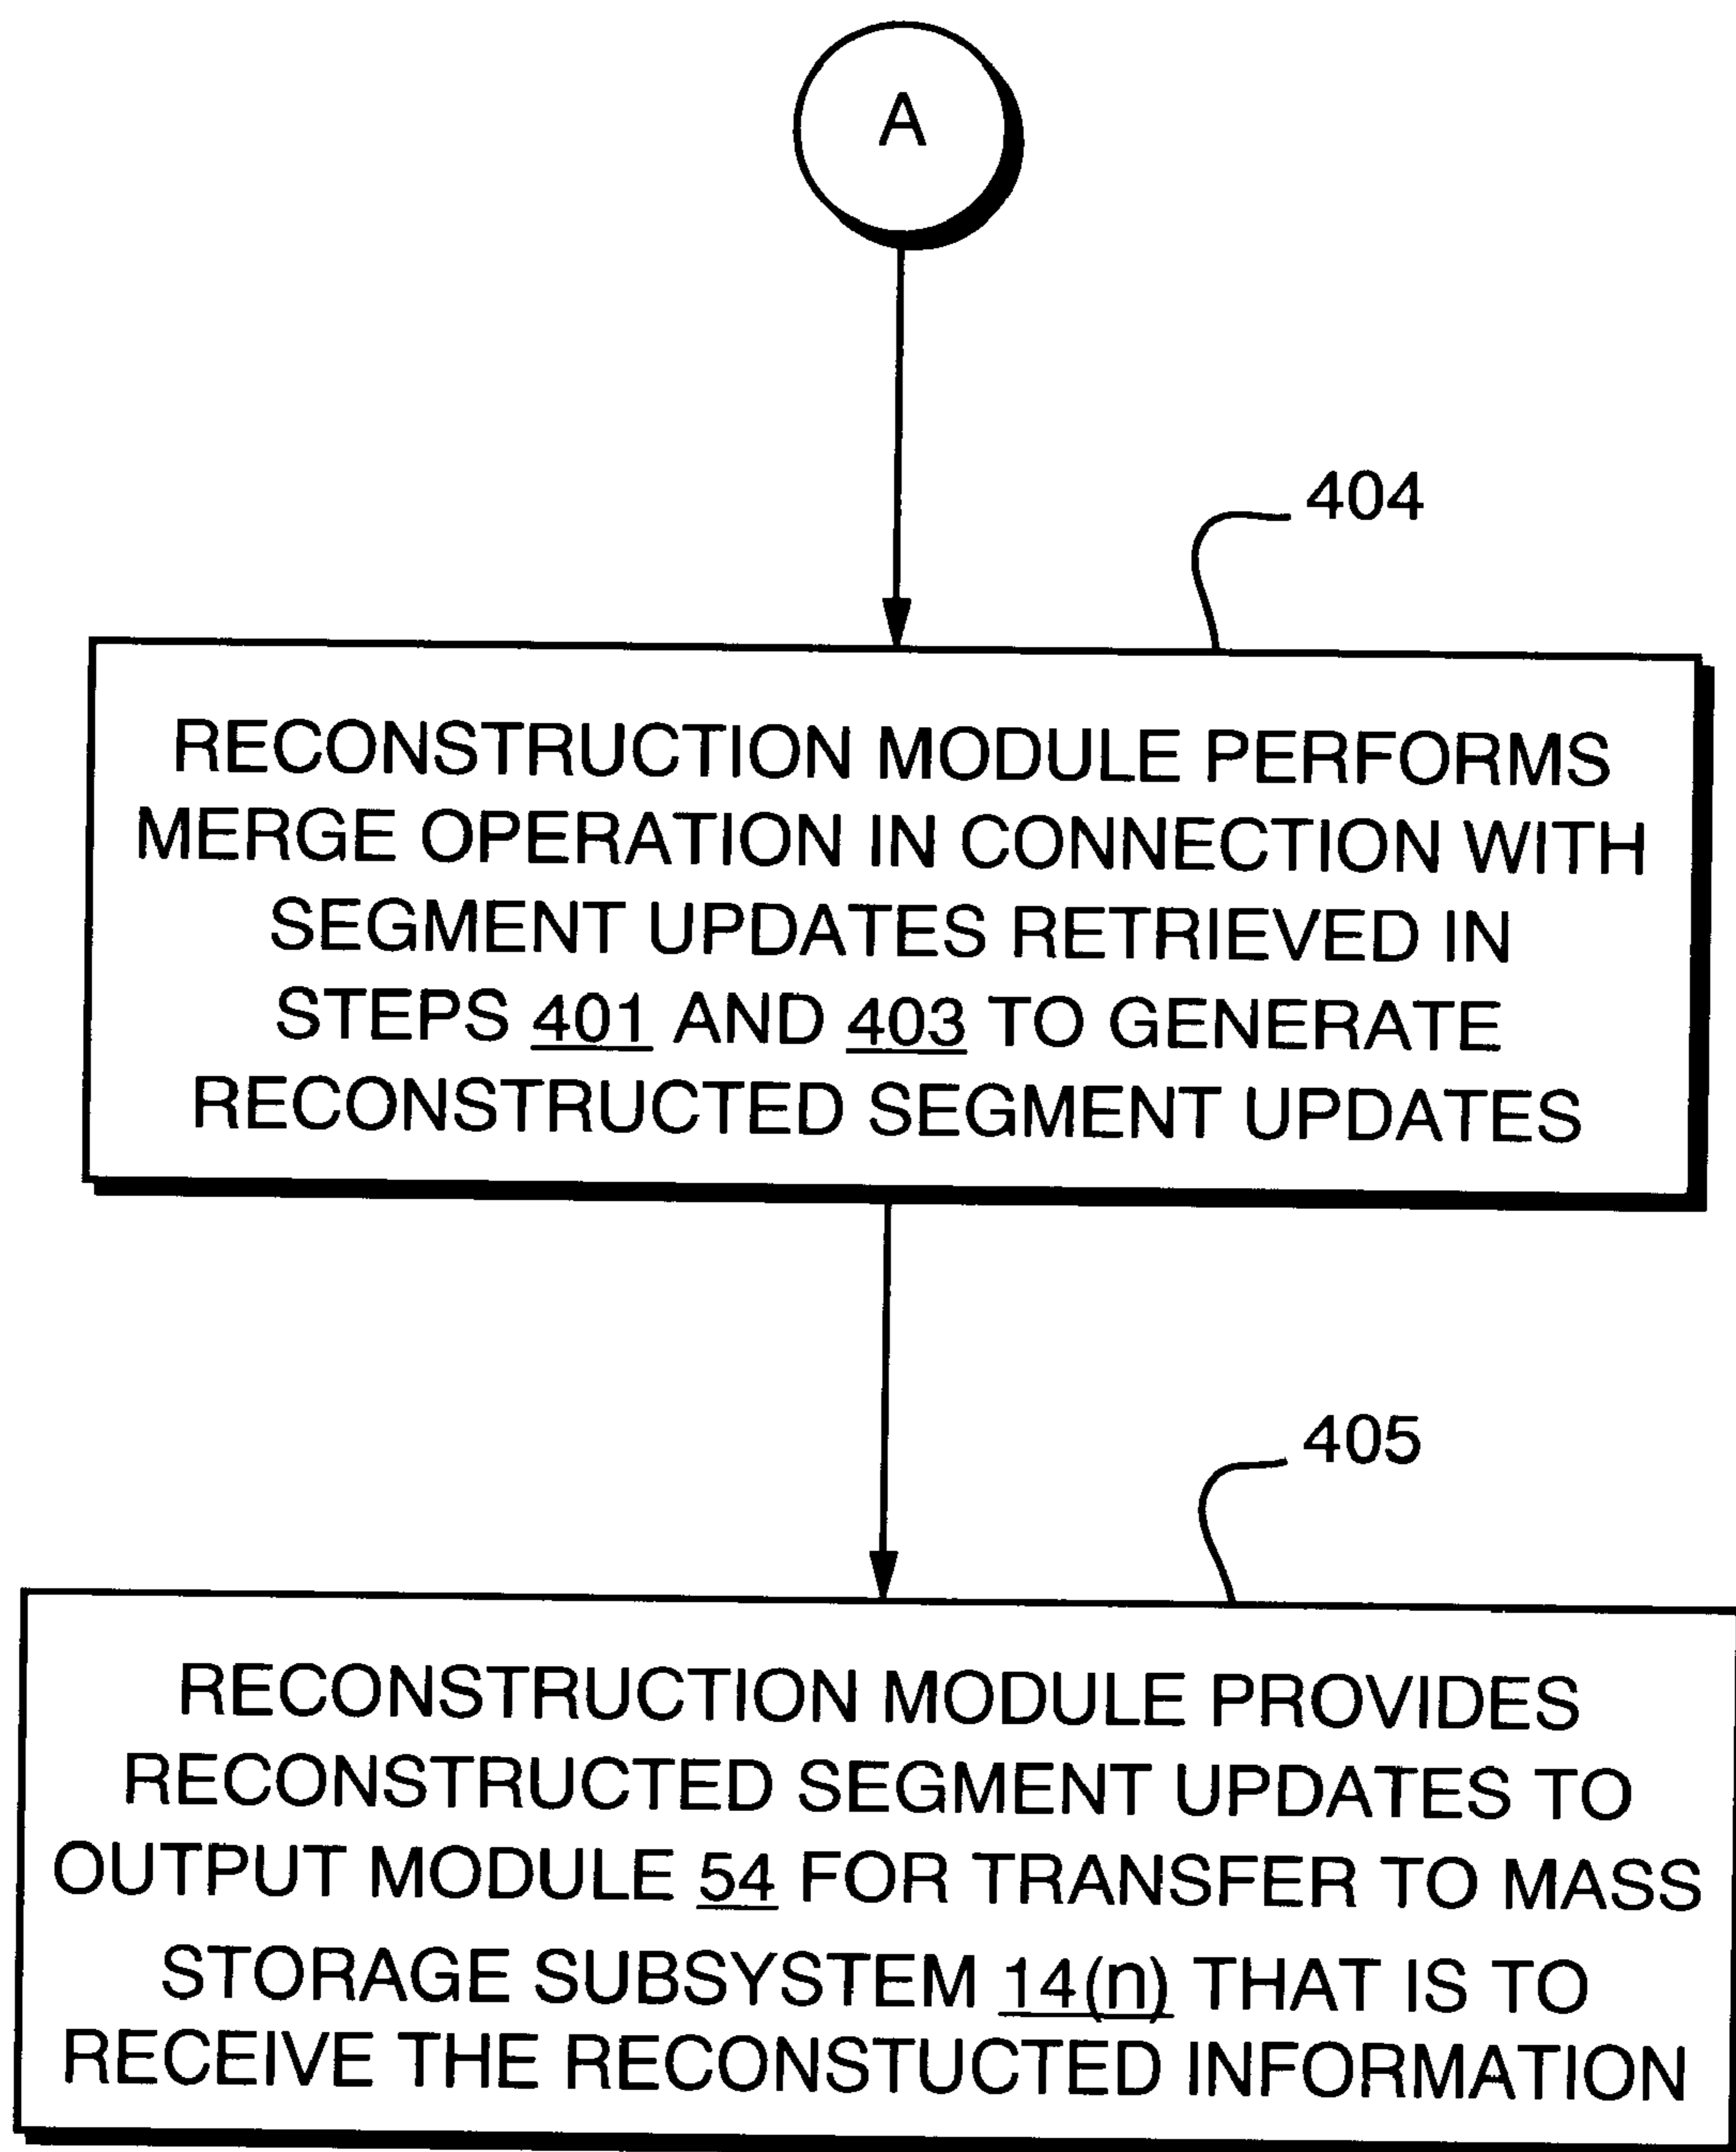 A
404
RECONSTRUCTION MODULE PERFORMS
MERGE OPERATION IN CONNECTION WITH
SEGMENT UPDATES RETRIEVED IN
STEPS 401 AND 403 TO GENERATE
RECONSTRUCTED SEGMENT UPDATES
405
RECONSTRUCTION MODULE PROVIDES
RECONSTRUCTED SEGMENT UPDATES TO
OUTPUT MODULE 54 FOR TRANSFER TO MASS
STORAGE SUBSYSTEM 14(n) THAT IS TO
RECEIVE THE RECONSTUCTED INFORMATION